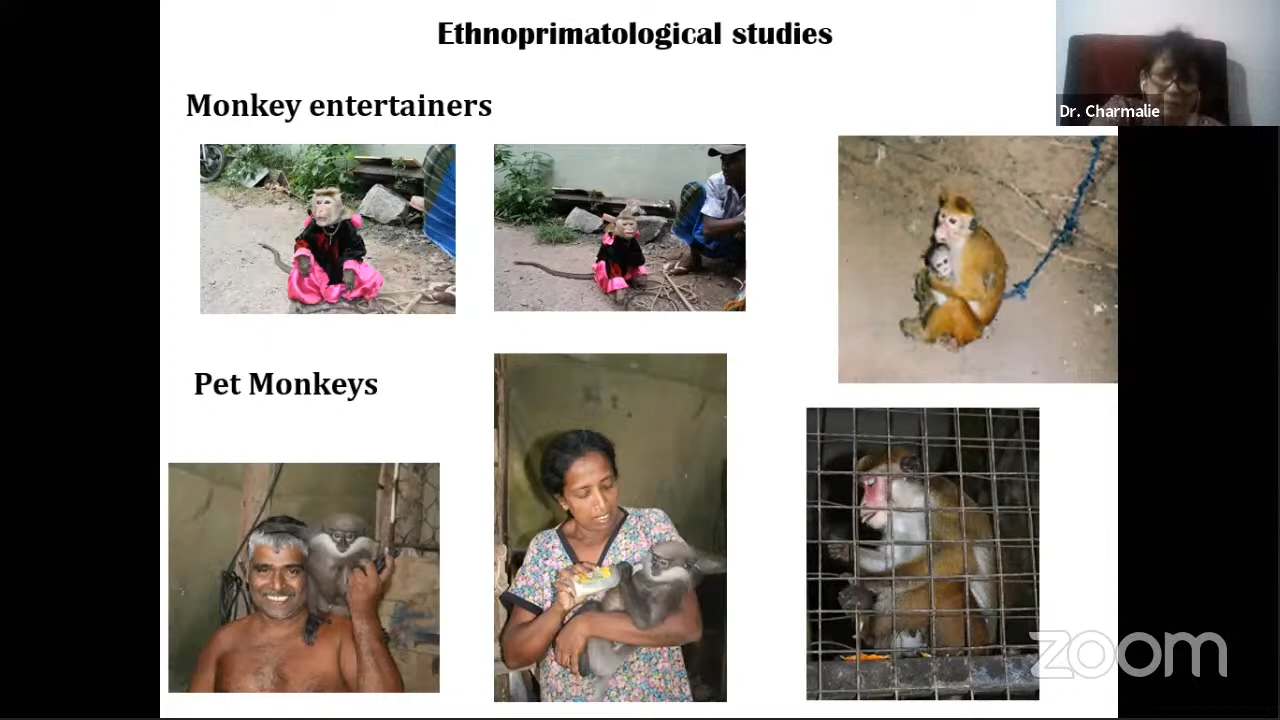 Ethnoprimatological studies
Monkey entertainers
Dr. Charmalie
Pet Monkeys
zoom